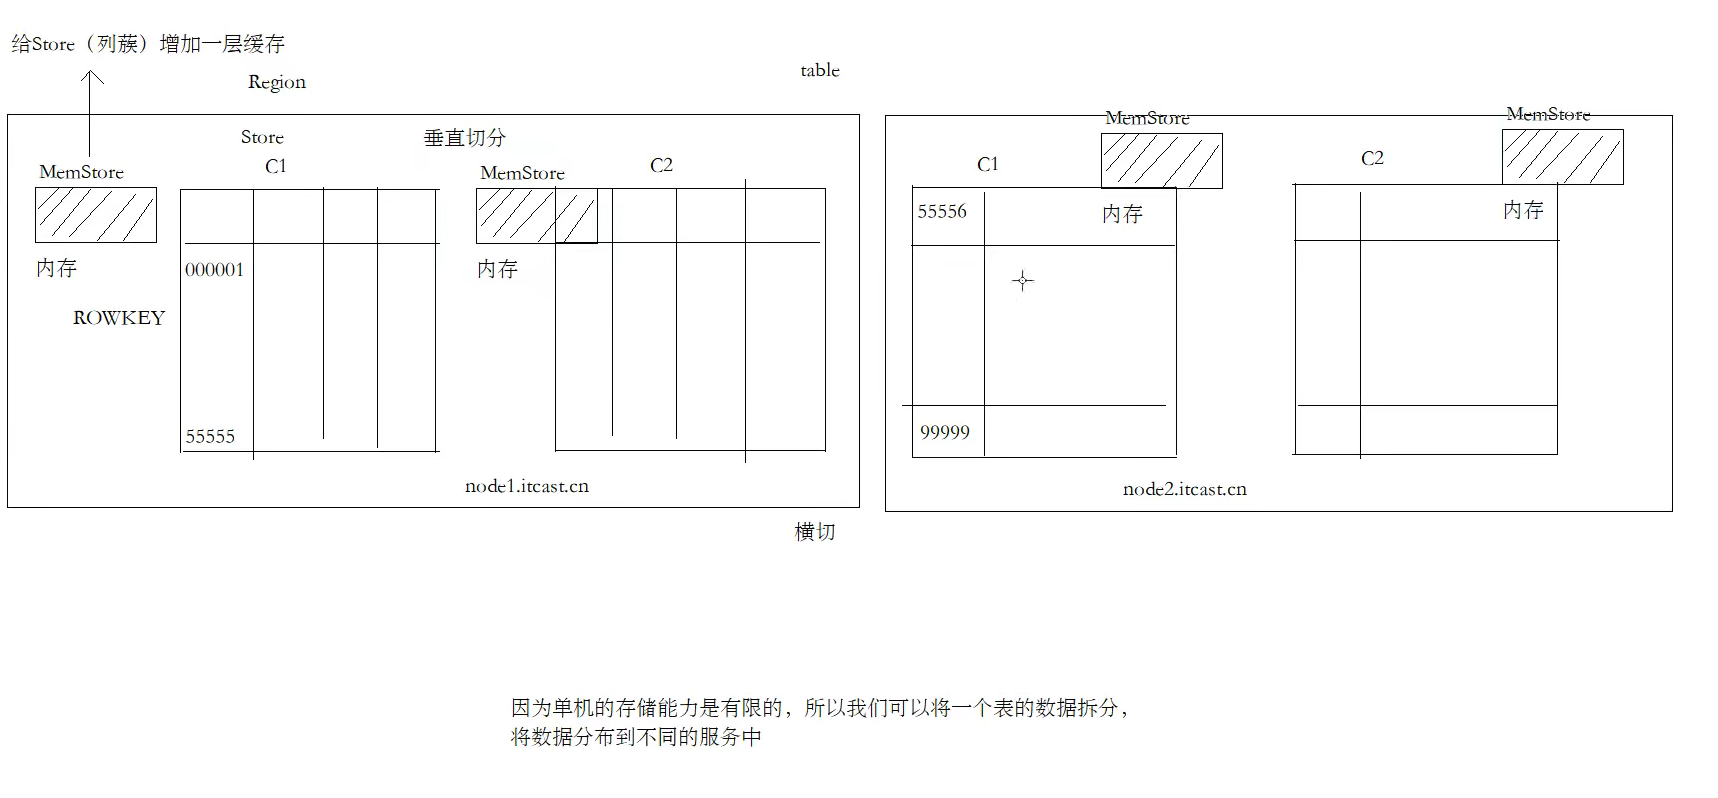 给Store（列蔟）增加一层缓存
Region
table
Store
垂直切分
C1
C2
MemStore
MemStore
内存
内存
000001
ROWKEY
55555
node1.itcast.cn
MemStore
MemStore
C1
C2
55556
内存
内存
99999
node2.itcast.cn
横切
因为单机的存储能力是有限的，所以我们可以将一个表的数据拆分，
将数据分布到不同的服务中